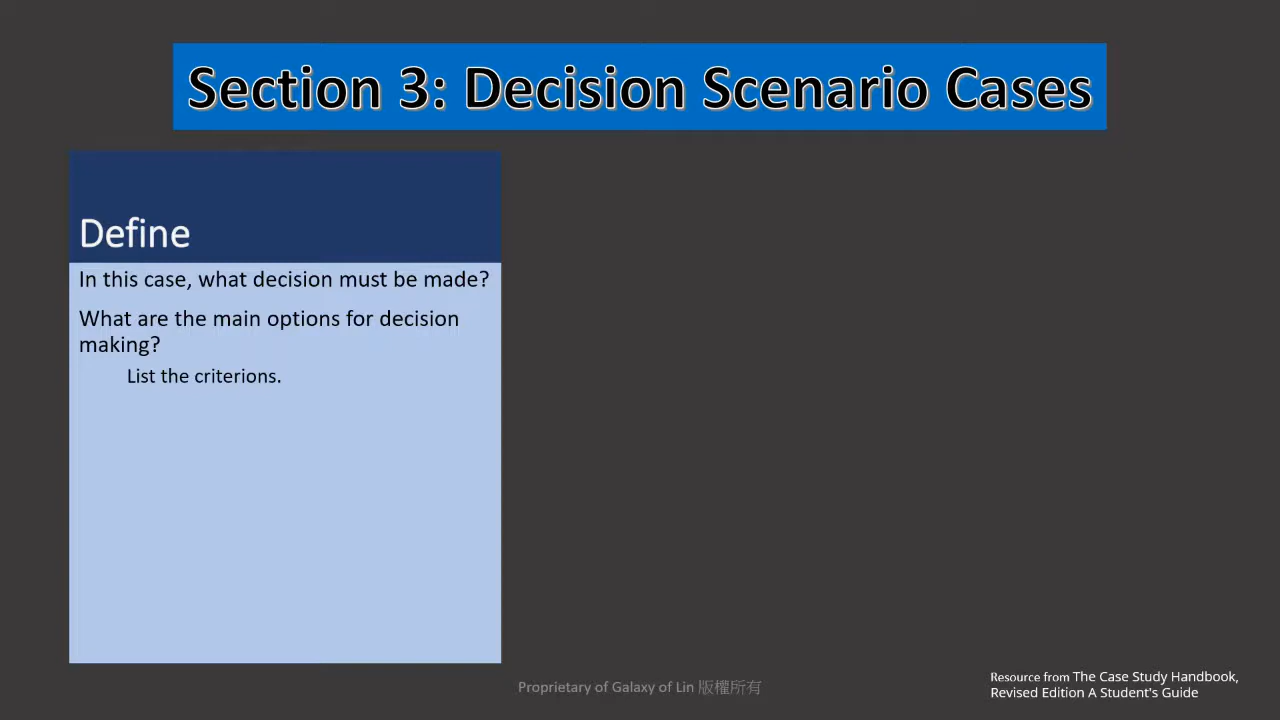 Section 3: Decision Scenario Cases
Define
In this case, what decision must be made?
What are the main options for decision
making?
List the criterions.
Proprietary of Galaxy of Lin 版權所有
Resource from The Case Study Handbook,
Revised Edition A Student's Guide